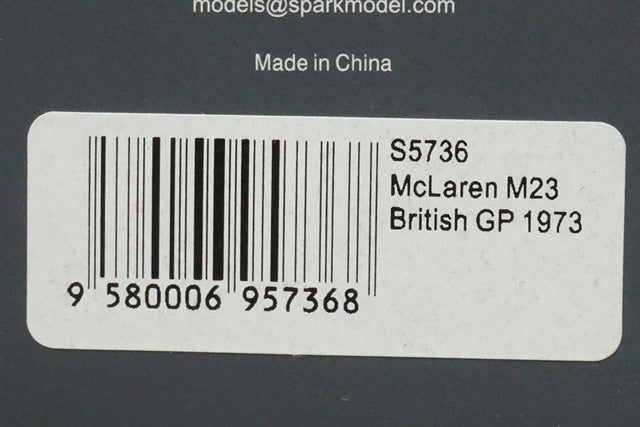 models@sparkmodel.com
Made in China
S5736
McLaren M23
British GP 1973
9 580006 957368